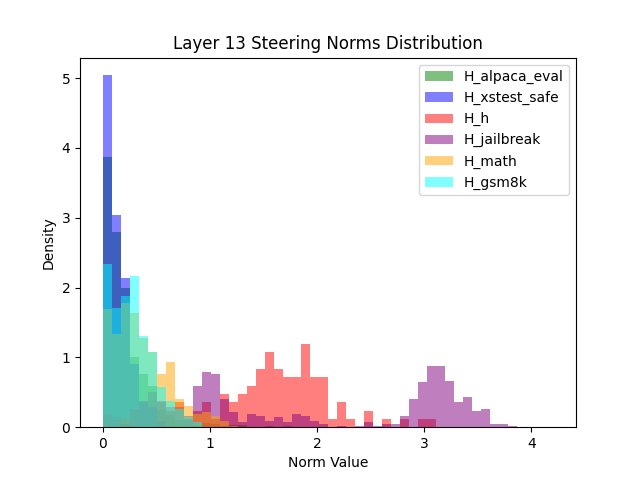 Layer 13 Steering Norms Distribution
H_alpaca_eval
H_xstest_safe
H_h
H_jailbreak
H_math
H_gsm8k
Density
5
4
3
2
1
0
0 1 2 3 4
Norm Value